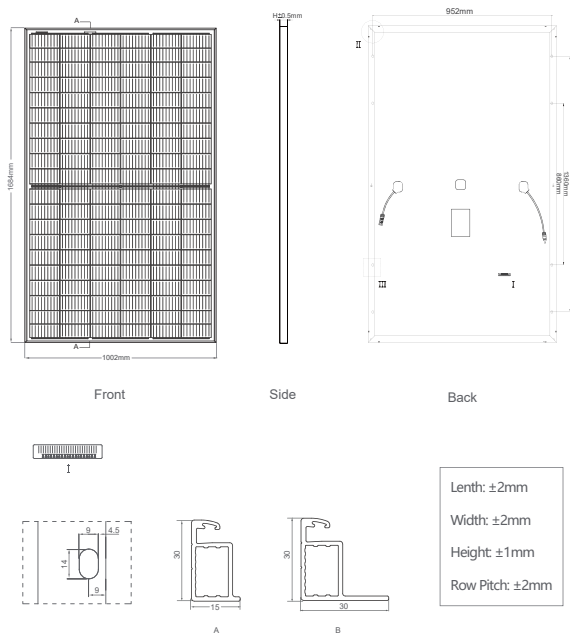 A
H±0.5mm
952mm
II
1684mm
1360mm
860mm
III
I
A
1002mm
Front
Side
Back
I
9
4.5
14
9
30
15
A
30
30
B
Lenth: ±2mm
Width: ±2mm
Height: ±1mm
Row Pitch: ±2mm